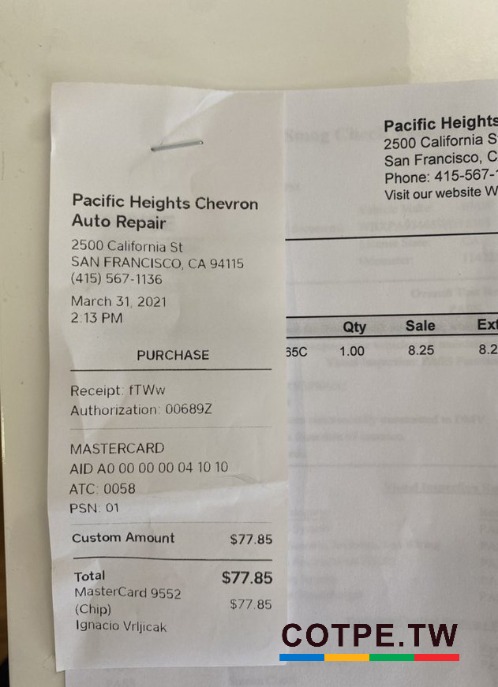 Pacific Heights Chevron
Auto Repair
2500 California St
SAN FRANCISCO, CA 94115
(415) 567-1136
March 31, 2021
2:13 PM
PURCHASE
Receipt: fTWw
Authorization: 00689Z
MASTERCARD
AID A0 00 00 00 04 10 10
ATC: 0058
PSN: 01
Custom Amount $77.85
Total $77.85
MasterCard 9552 $77.85
(Chip)
Ignacio Vrljicak
Pacific Heights
2500 California S
San Francisco, C
Phone: 415-567-1
Visit our website W
Qty Sale Ext
65C 1.00 8.25 8.2
COTPE.TW